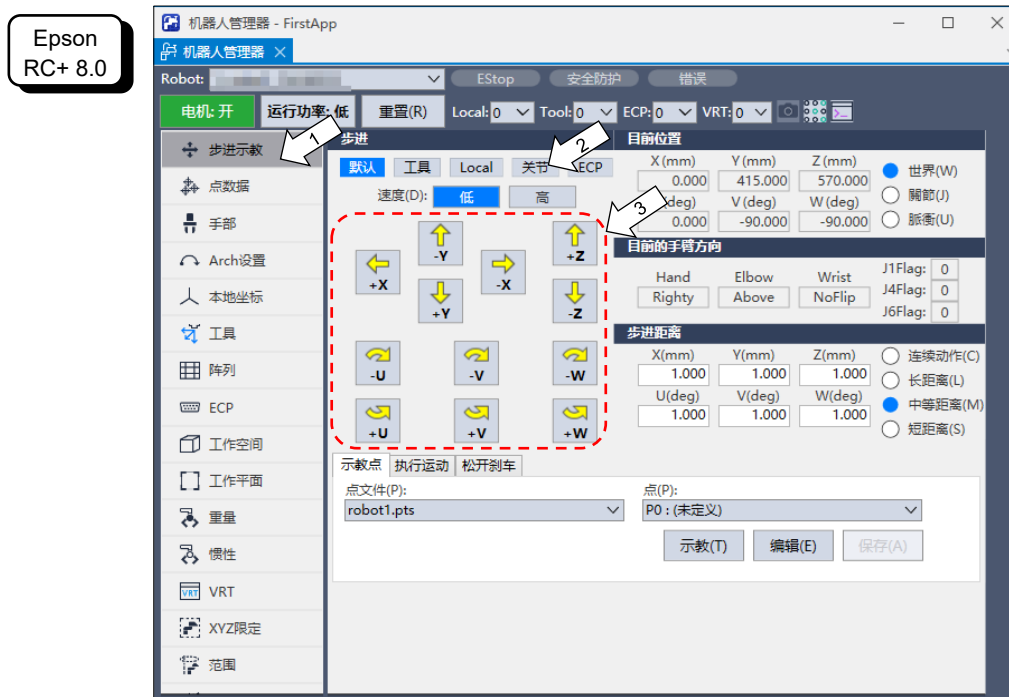 Epson
RC+ 8.0
机器人管理器 - FirstApp
机器人管理器
Robot:
EStop 安全防护 错误
电机: 开 运行功率: 低 重置(R) Local: 0 Tool: 0 ECP: 0 VRT: 0
步进示教
点数据
手部
Arch设置
本地坐标
工具
阵列
ECP
工作空间
工作平面
重量
惯性
VRT
XYZ限定
范围
1
步进
2
默认 工具 Local 关节 ECP
速度(D): 低 高
3
-Y +Z
+X -X
+Y -Z
-U -V -W
+U +V +W
目前位置
X (mm) Y (mm) Z (mm)
0.000 415.000 570.000
(deg) V (deg) W (deg)
0.000 -90.000 -90.000
世界(W)
關節(J)
脈衡(U)
目前的手臂方向
Hand Elbow Wrist
Righty Above NoFlip
J1Flag: 0
J4Flag: 0
J6Flag: 0
步进距离
X(mm) Y(mm) Z(mm)
1.000 1.000 1.000
U(deg) V(deg) W(deg)
1.000 1.000 1.000
连续动作(C)
长距离(L)
中等距离(M)
短距离(S)
示教点 执行运动 松开刹车
点文件(P): 点(P):
robot1.pts P0 : (未定义)
示教(T) 编辑(E) 保存(A)